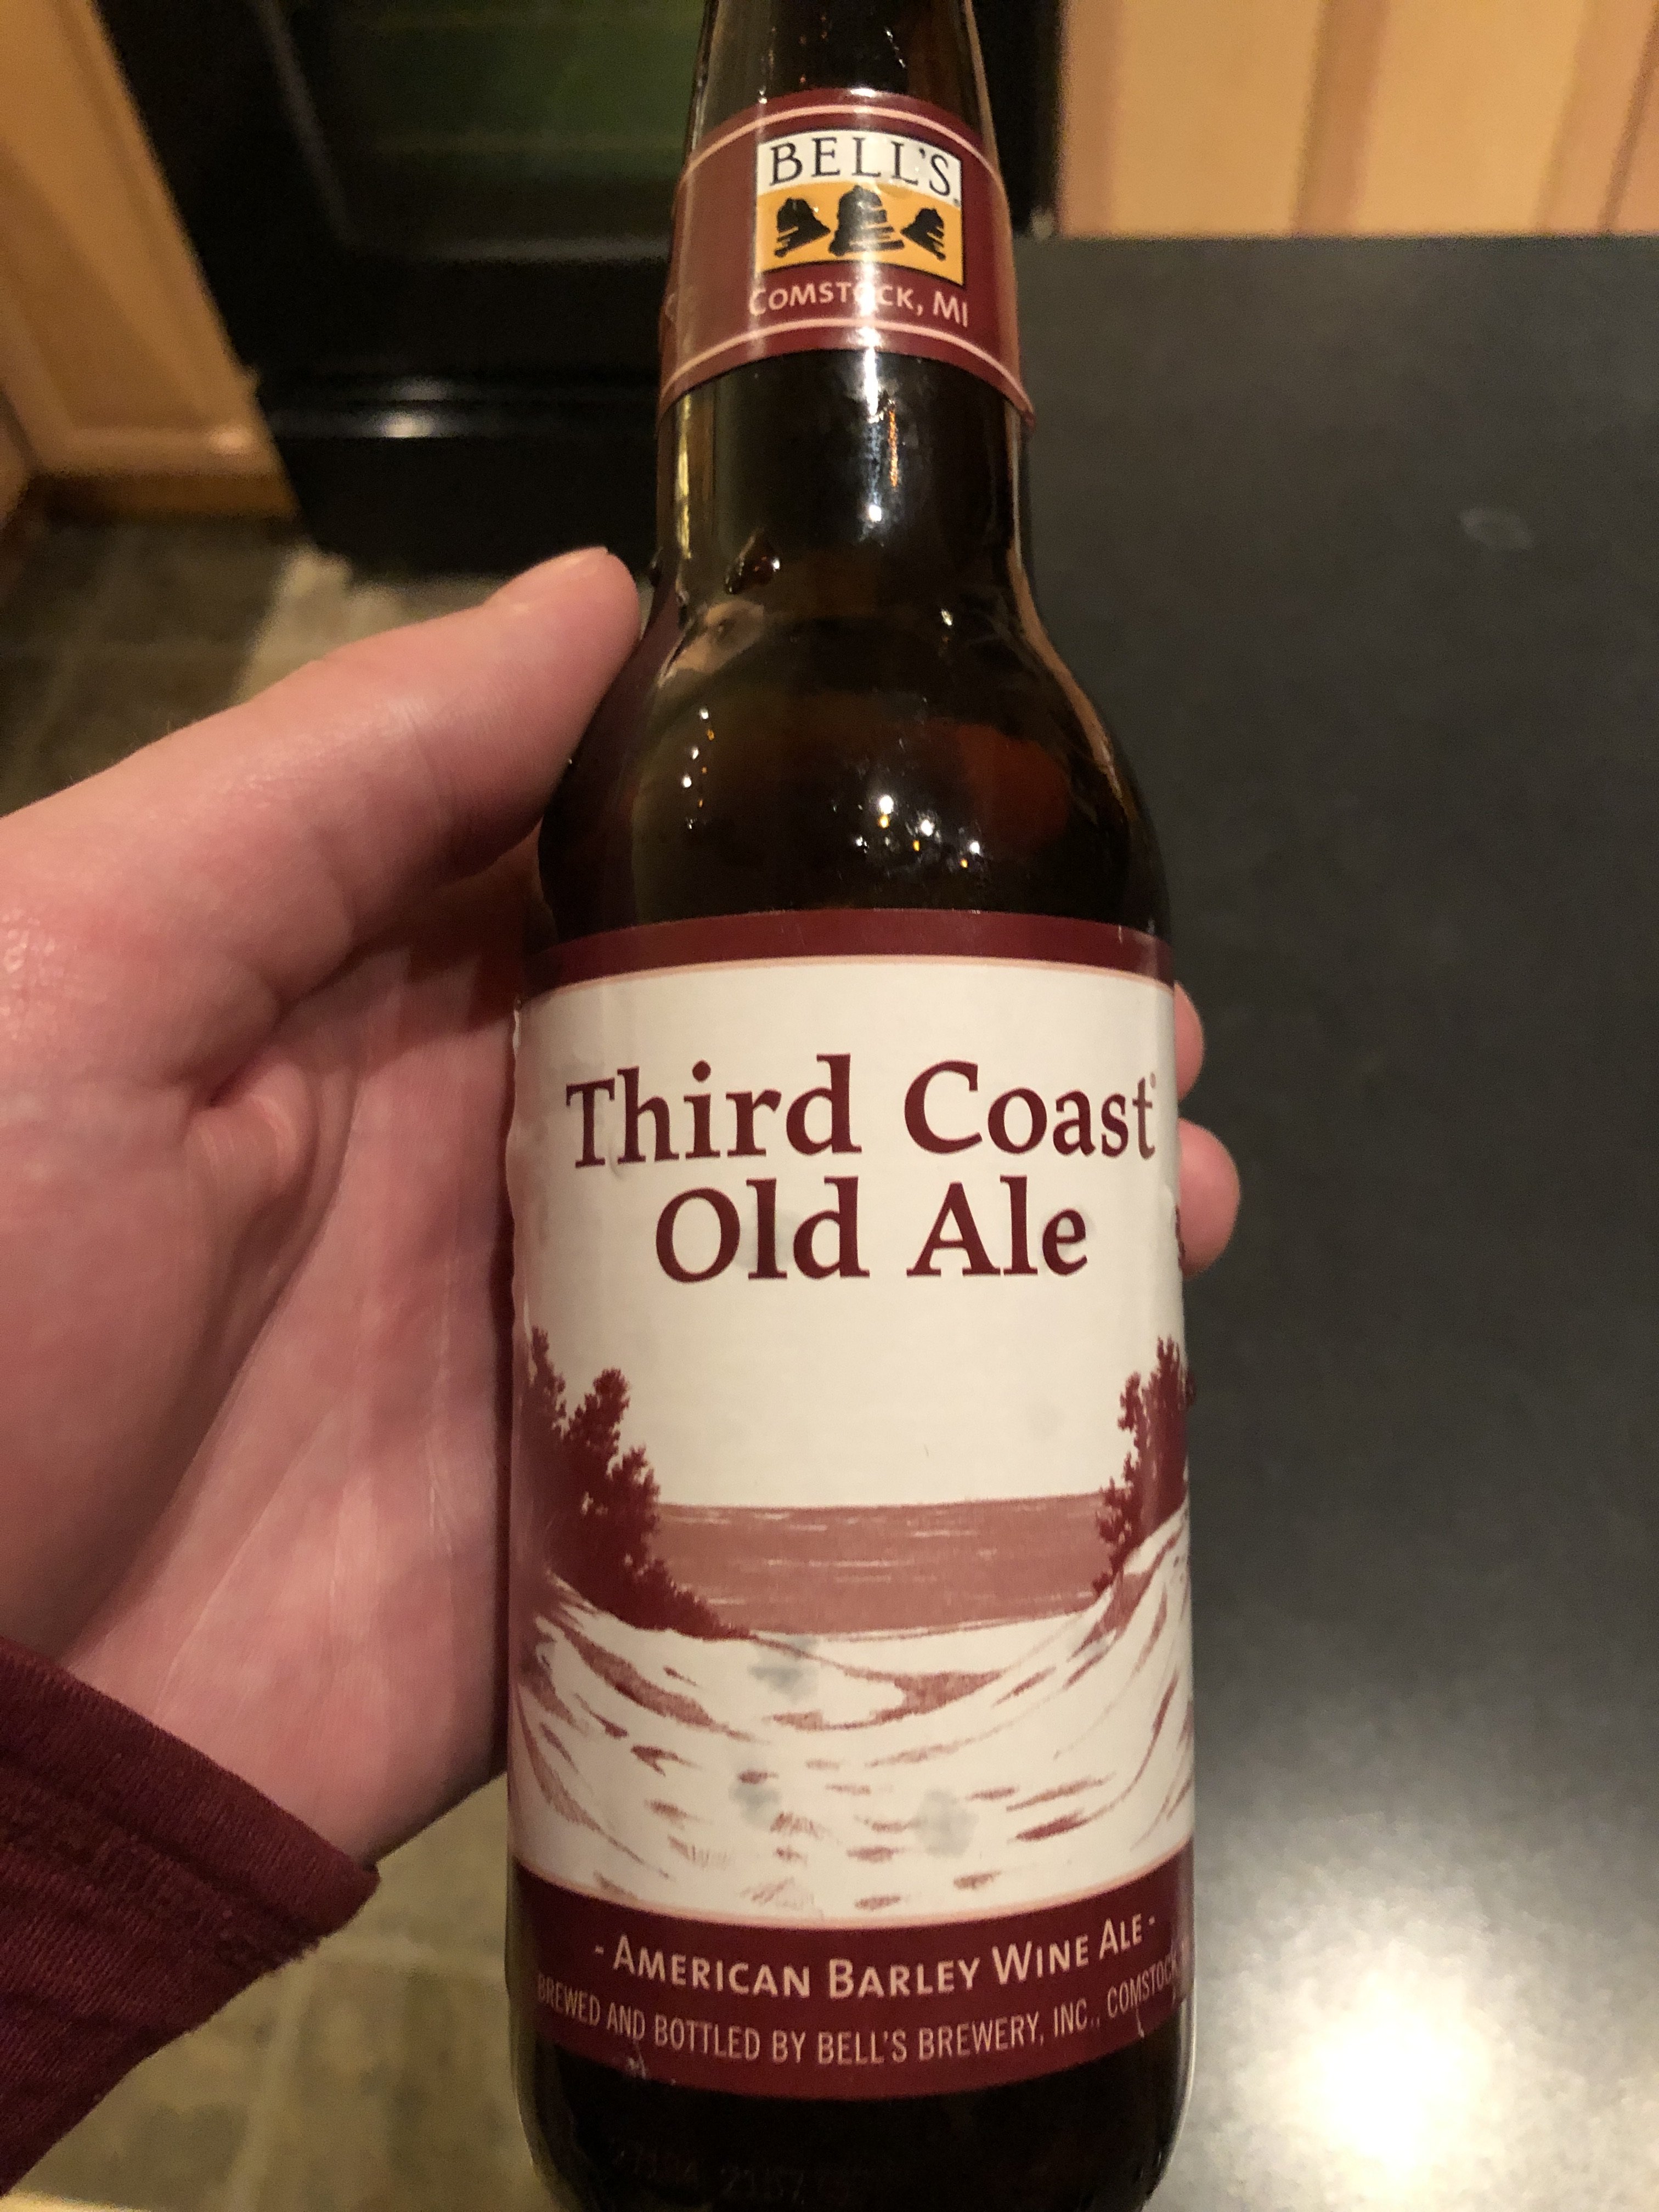 BELL'S®
COMSTOCK, MI
Third Coast®
Old Ale
- AMERICAN BARLEY WINE ALE -
BREWED AND BOTTLED BY BELL'S BREWERY, INC., COMSTOCK,